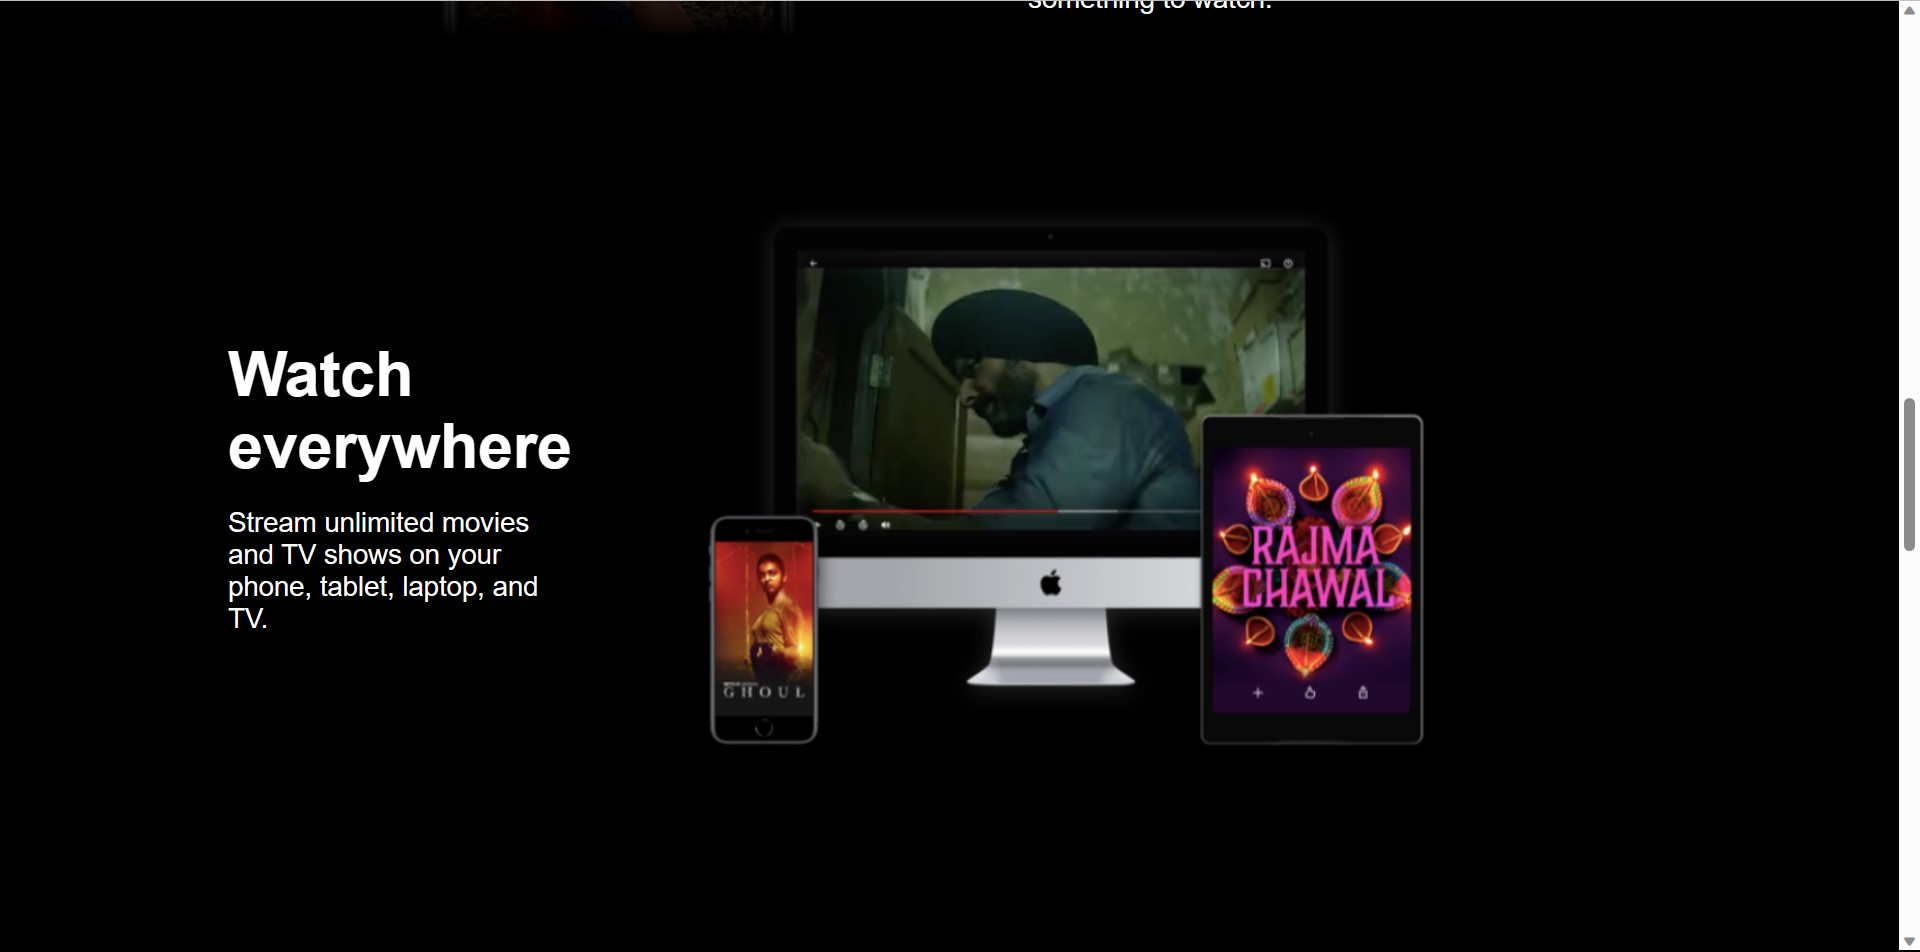 something to watch.
Watch
everywhere
Stream unlimited movies
and TV shows on your
phone, tablet, laptop, and
TV.
RAJMA
CHAWAL
GHOUL